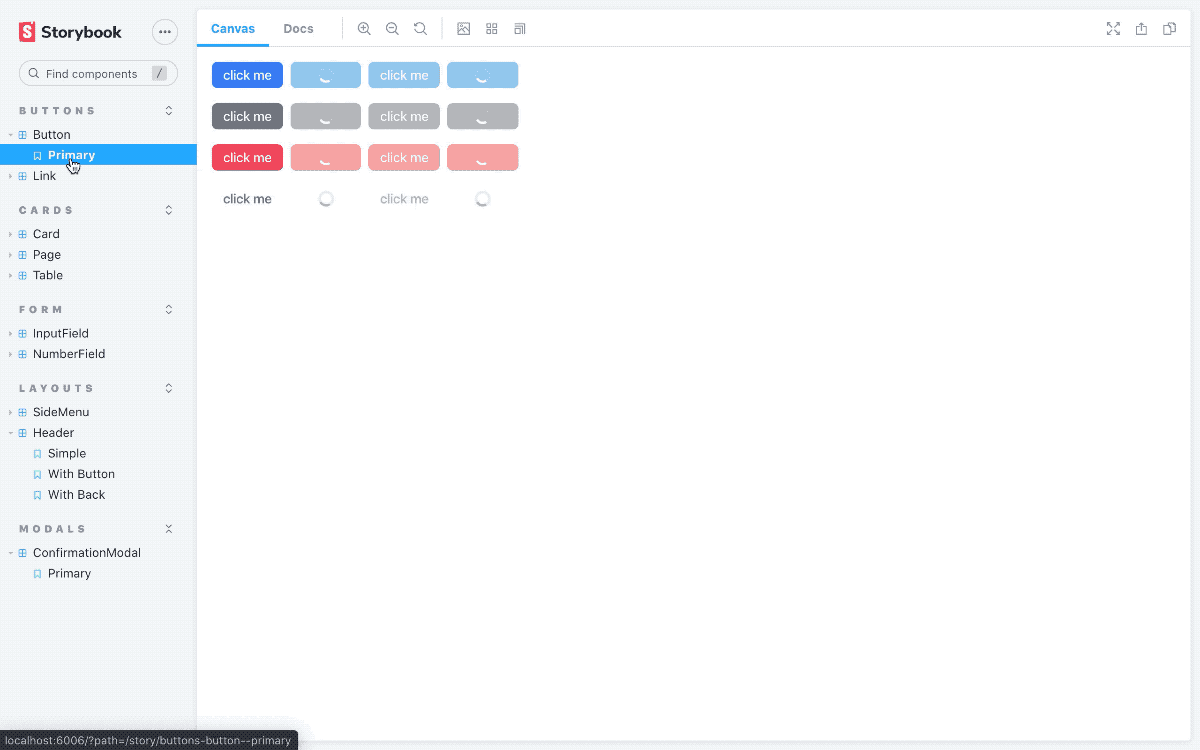 Storybook
Find components /
BUTTONS
Button
Primary
Link
CARDS
Card
Page
Table
FORM
InputField
NumberField
LAYOUTS
SideMenu
Header
Simple
With Button
With Back
MODALS
ConfirmationModal
Primary
localhost:6006/?path=/story/buttons-button--primary
Canvas Docs
click me click me
click me click me
click me click me
click me click me